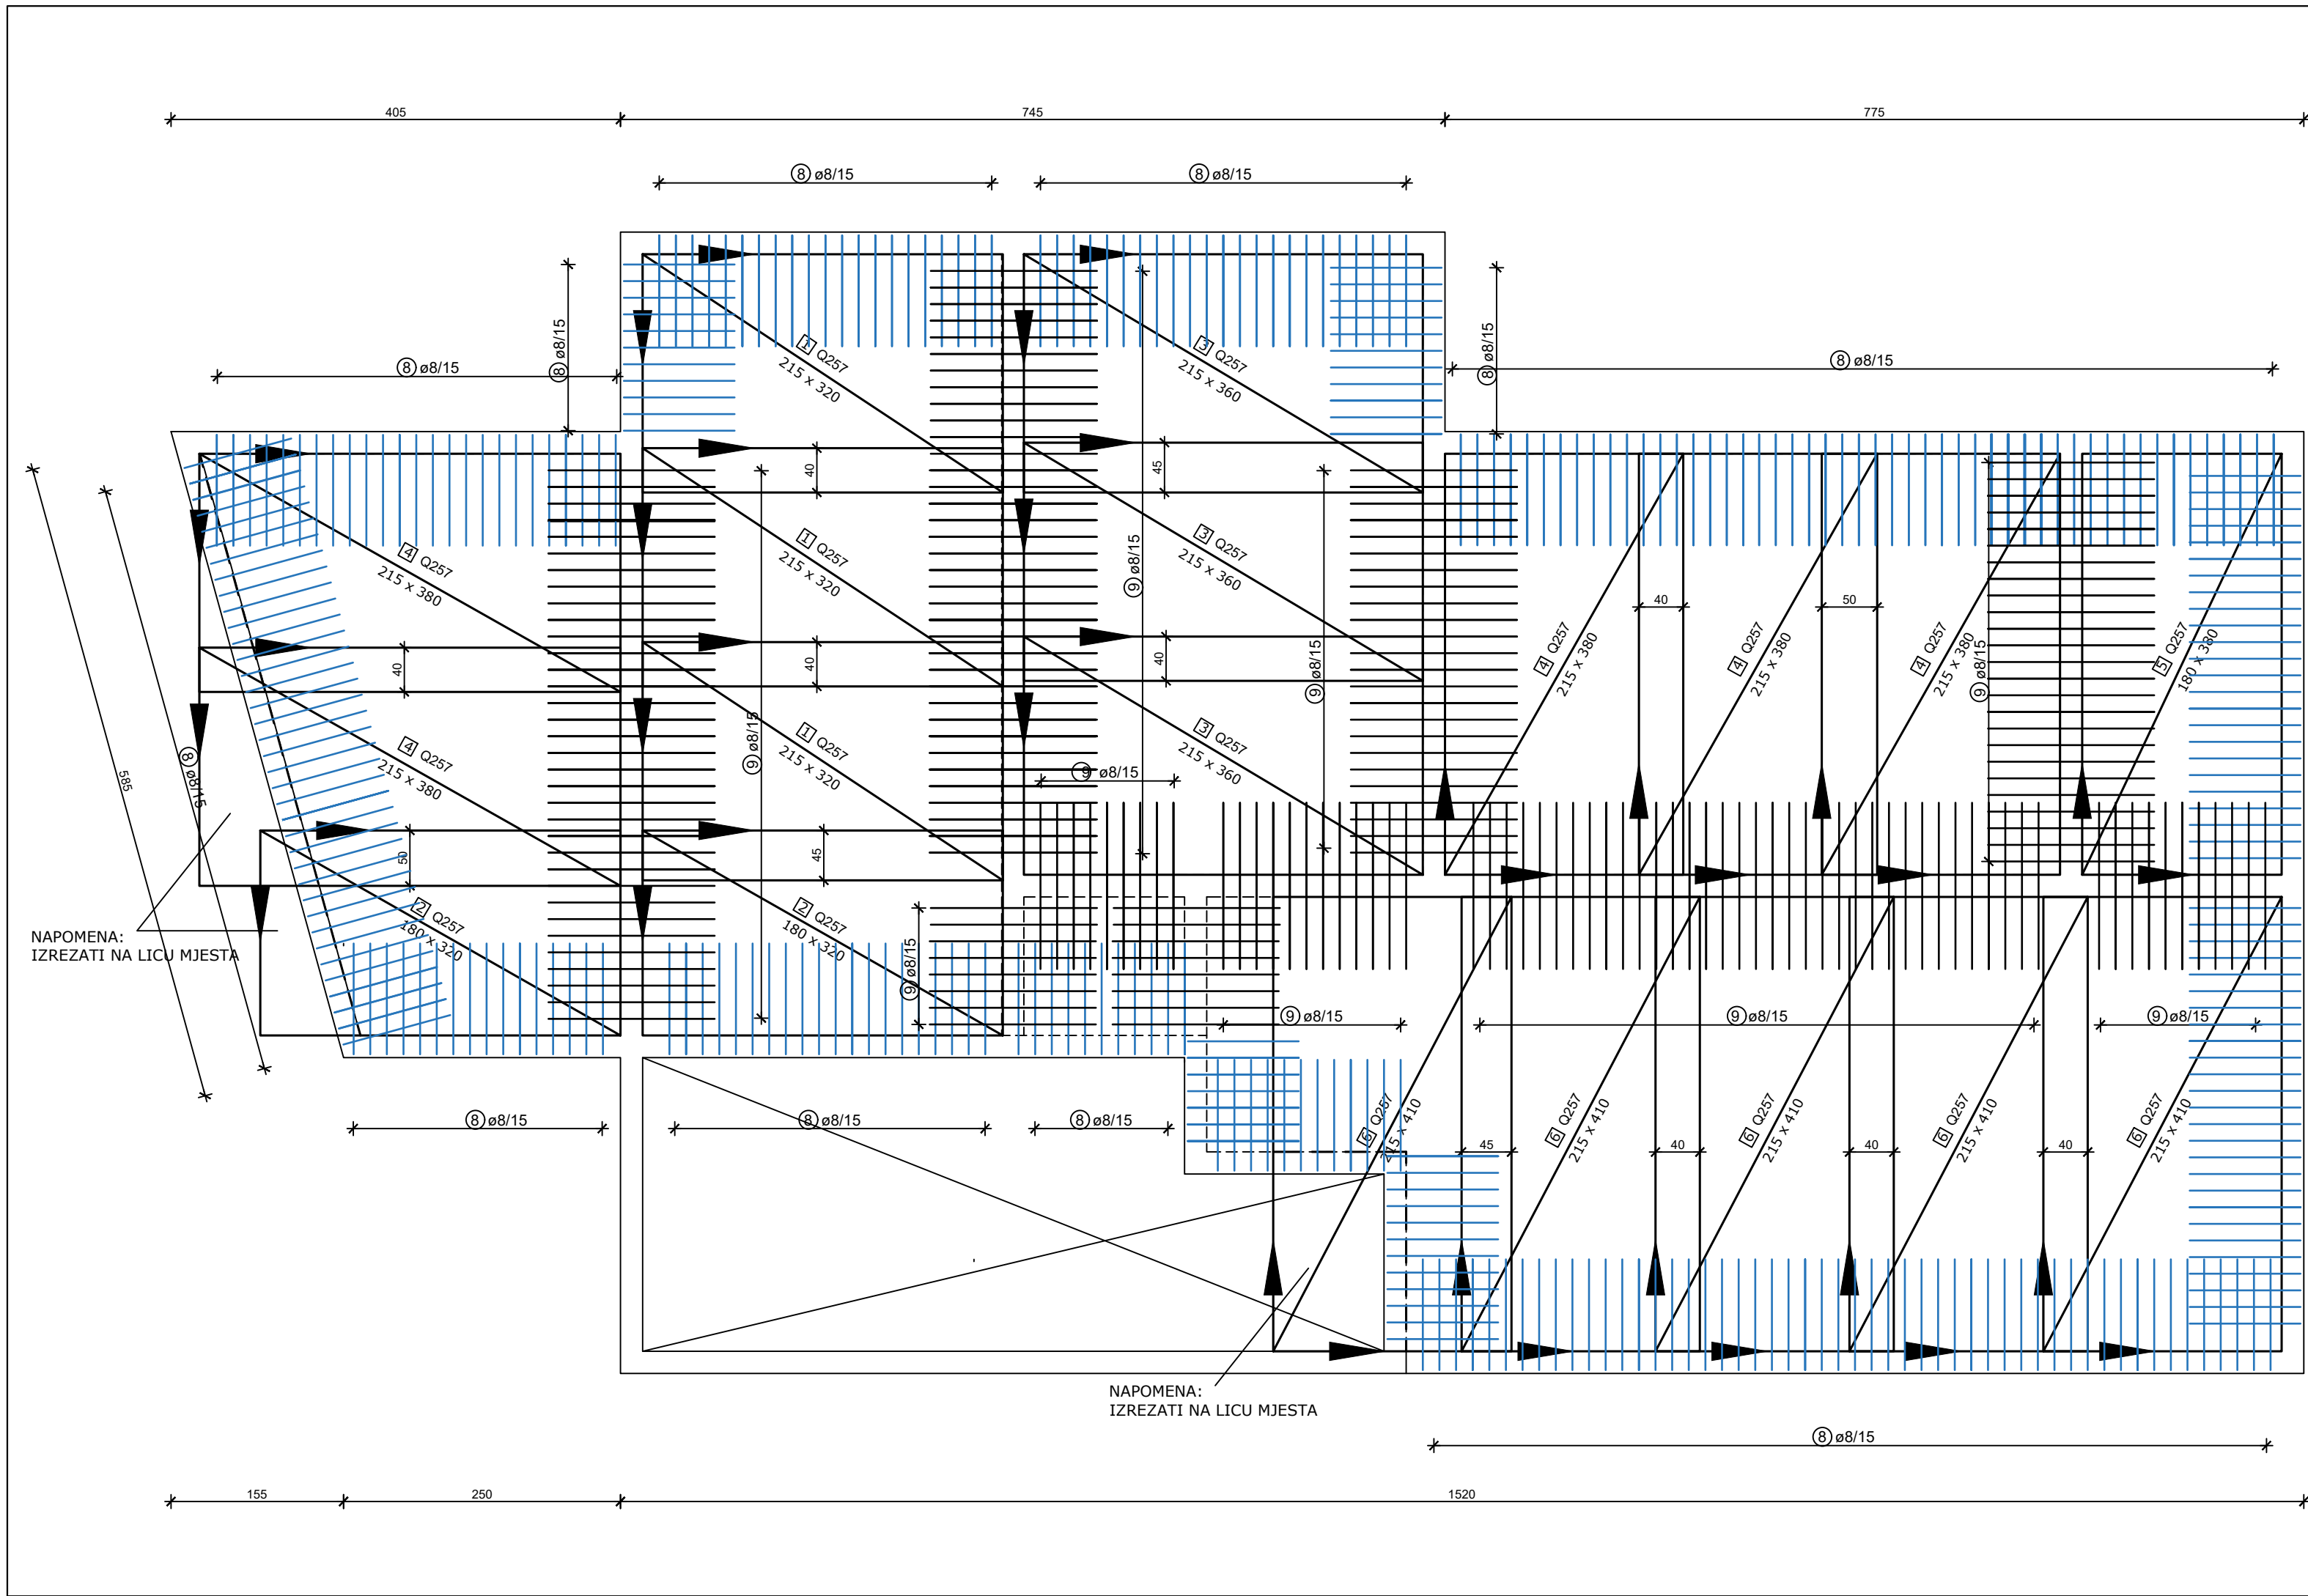 405
745
775
8 ø8/15
8 ø8/15
8 ø8/15
8 ø8/15
8 ø8/15
8 ø8/15
1 Q257
215 x 320
3 Q257
215 x 360
40
45
4 Q257
215 x 380
1 Q257
215 x 320
3 Q257
215 x 360
9 ø8/15
40
50
40
40
40
4 Q257
215 x 380
4 Q257
215 x 380
4 Q257
215 x 380
5 Q257
180 x 380
9 ø8/15
9 ø8/15
9 ø8/15
4 Q257
215 x 380
1 Q257
215 x 320
3 Q257
215 x 360
585
8 ø8/15
9 ø8/15
50
45
2 Q257
180 x 320
2 Q257
180 x 320
9 ø8/15
NAPOMENA:
IZREZATI NA LICU MJESTA
9 ø8/15
9 ø8/15
9 ø8/15
8 ø8/15
8 ø8/15
8 ø8/15
6 Q257
215 x 410
6 Q257
215 x 410
6 Q257
215 x 410
6 Q257
215 x 410
6 Q257
215 x 410
45
40
40
40
NAPOMENA:
IZREZATI NA LICU MJESTA
8 ø8/15
155
250
1520